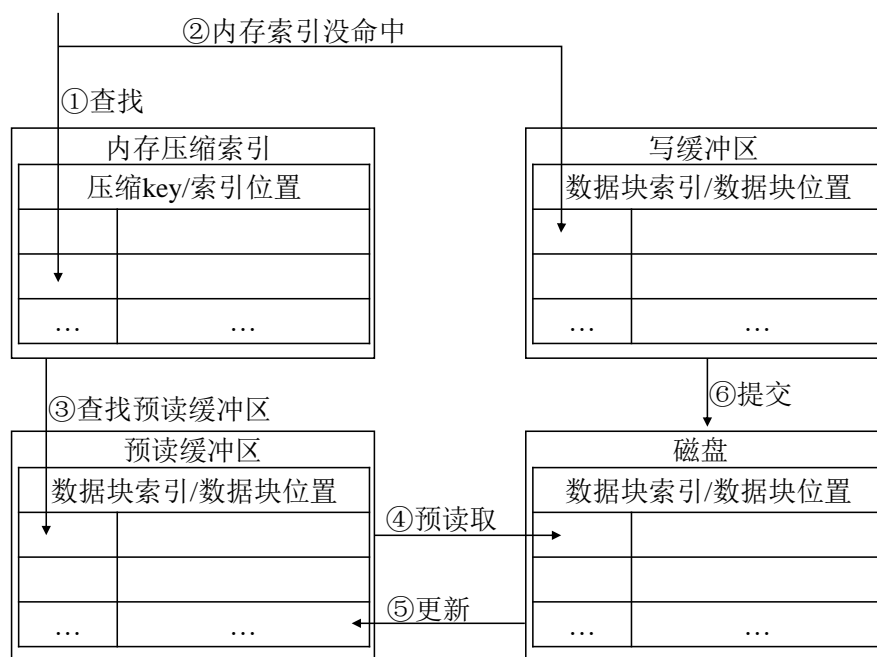 ②内存索引没命中
①查找
内存压缩索引
压缩key/索引位置
… …
写缓冲区
数据块索引/数据块位置
… …
③查找预读缓冲区
⑥提交
预读缓冲区
数据块索引/数据块位置
… …
④预读取
⑤更新
磁盘
数据块索引/数据块位置
… …